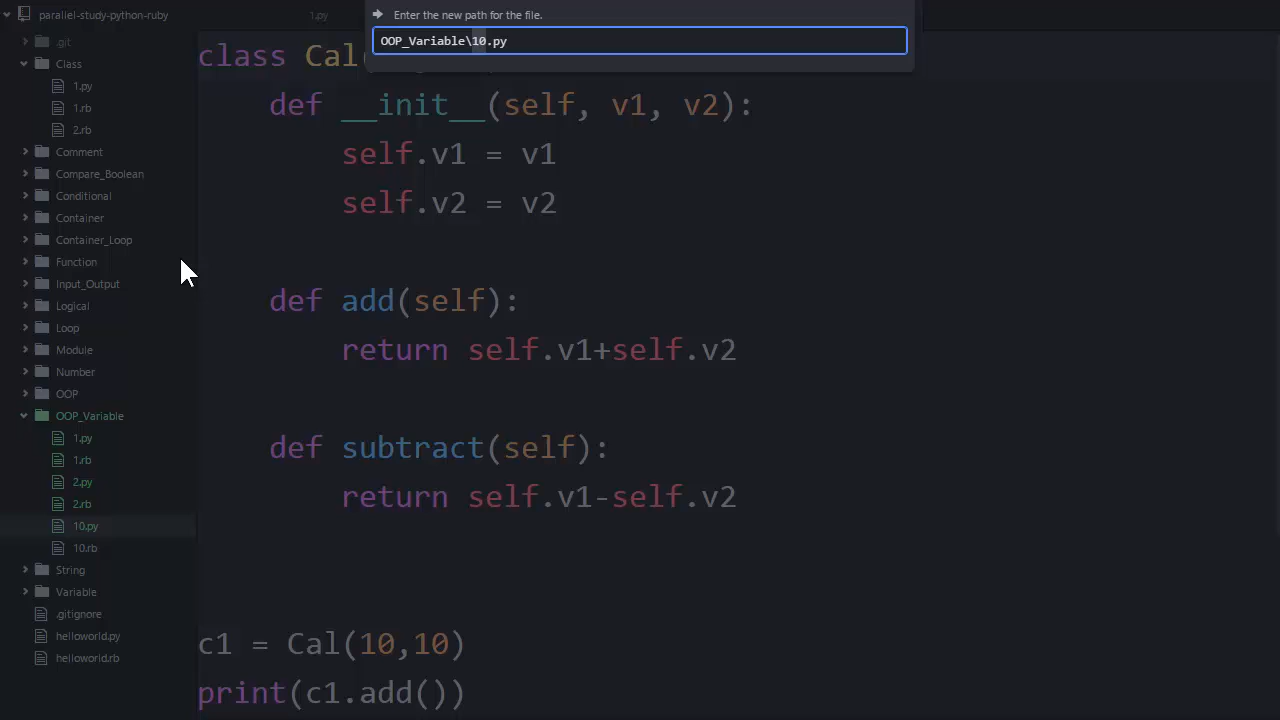 parallel-study-python-ruby
1.py
Enter the new path for the file.
OOP_Variable\10.py
.git
Class
1.py
1.rb
2.rb
Comment
Compare_Boolean
Conditional
Container
Container_Loop
Function
Input_Output
Logical
Loop
Module
Number
OOP
OOP_Variable
1.py
1.rb
2.py
2.rb
10.py
10.rb
String
Variable
.gitignore
helloworld.py
helloworld.rb
class Cal(
def __init__(self, v1, v2):
self.v1 = v1
self.v2 = v2
def add(self):
return self.v1+self.v2
def subtract(self):
return self.v1-self.v2
c1 = Cal(10,10)
print(c1.add())